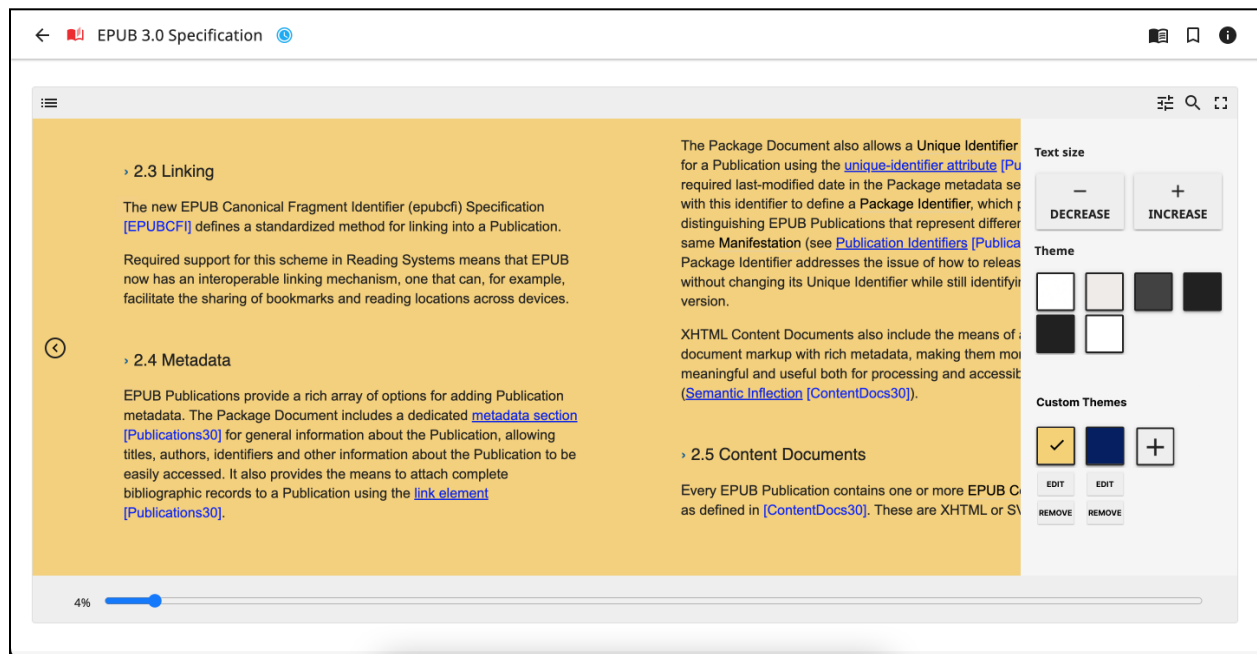 EPUB 3.0 Specification
› 2.3 Linking
The new EPUB Canonical Fragment Identifier (epubcfi) Specification
[EPUBCFI] defines a standardized method for linking into a Publication.
Required support for this scheme in Reading Systems means that EPUB
now has an interoperable linking mechanism, one that can, for example,
facilitate the sharing of bookmarks and reading locations across devices.
› 2.4 Metadata
EPUB Publications provide a rich array of options for adding Publication
metadata. The Package Document includes a dedicated metadata section
[Publications30] for general information about the Publication, allowing
titles, authors, identifiers and other information about the Publication to be
easily accessed. It also provides the means to attach complete
bibliographic records to a Publication using the link element
[Publications30].
The Package Document also allows a Unique Identifier
for a Publication using the unique-identifier attribute [Pu
required last-modified date in the Package metadata se
with this identifier to define a Package Identifier, which p
distinguishing EPUB Publications that represent differer
same Manifestation (see Publication Identifiers [Publica
Package Identifier addresses the issue of how to releas
without changing its Unique Identifier while still identifyi
version.
XHTML Content Documents also include the means of a
document markup with rich metadata, making them mor
meaningful and useful both for processing and accessib
(Semantic Inflection [ContentDocs30]).
› 2.5 Content Documents
Every EPUB Publication contains one or more EPUB C
as defined in [ContentDocs30]. These are XHTML or SV
Text size
− DECREASE
+ INCREASE
Theme
Custom Themes
EDIT EDIT
REMOVE REMOVE
4%